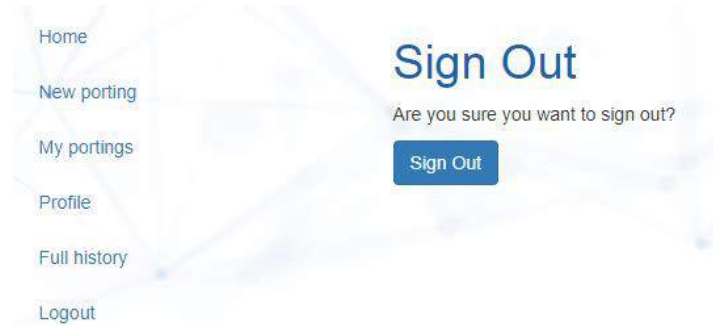 Home
New porting
My portings
Profile
Full history
Logout
Sign Out
Are you sure you want to sign out?
Sign Out